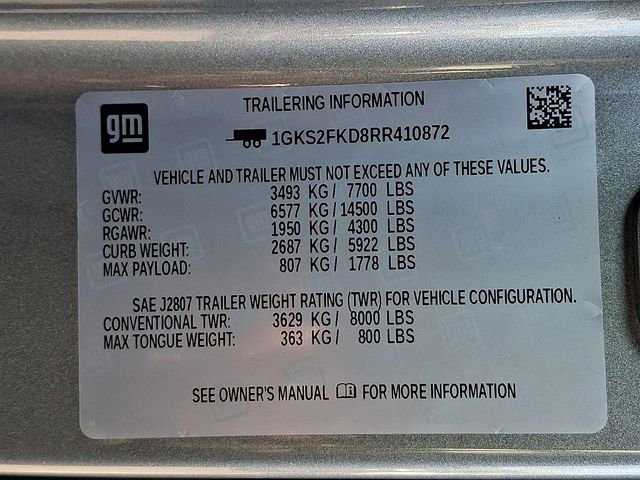 gm
TRAILERING INFORMATION
1GKS2FKD8RR410872
VEHICLE AND TRAILER MUST NOT EXCEED ANY OF THESE VALUES.
GVWR: 3493 KG / 7700 LBS
GCWR: 6577 KG / 14500 LBS
RGAWR: 1950 KG / 4300 LBS
CURB WEIGHT: 2687 KG / 5922 LBS
MAX PAYLOAD: 807 KG / 1778 LBS
SAE J2807 TRAILER WEIGHT RATING (TWR) FOR VEHICLE CONFIGURATION.
CONVENTIONAL TWR: 3629 KG / 8000 LBS
MAX TONGUE WEIGHT: 363 KG / 800 LBS
SEE OWNER'S MANUAL FOR MORE INFORMATION